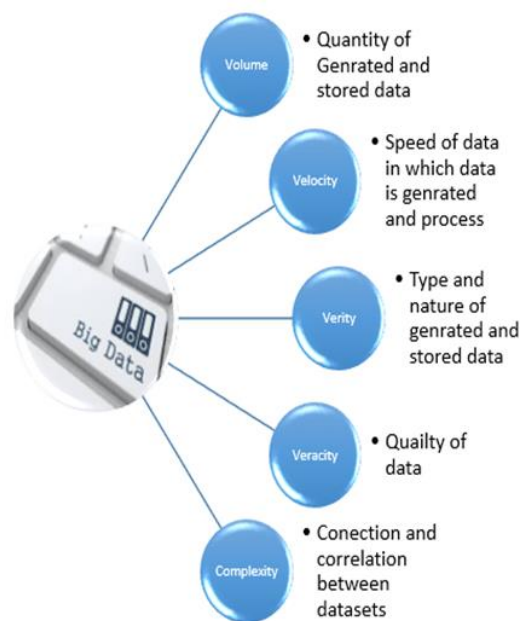 Volume
• Quantity of
Genrated and
stored data
Velocity
• Speed of data
in which data
is genrated
and process
Big Data
Verity
• Type and
nature of
genrated and
stored data
Veracity
• Quailty of
data
Complexity
• Conection and
correlation
between
datasets